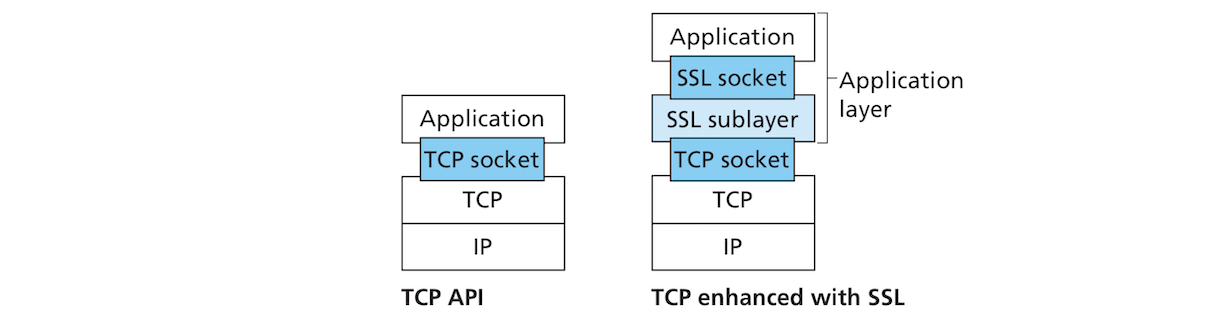 Application
TCP socket
TCP
IP
TCP API
Application
SSL socket
SSL sublayer
TCP socket
TCP
IP
Application
layer
TCP enhanced with SSL